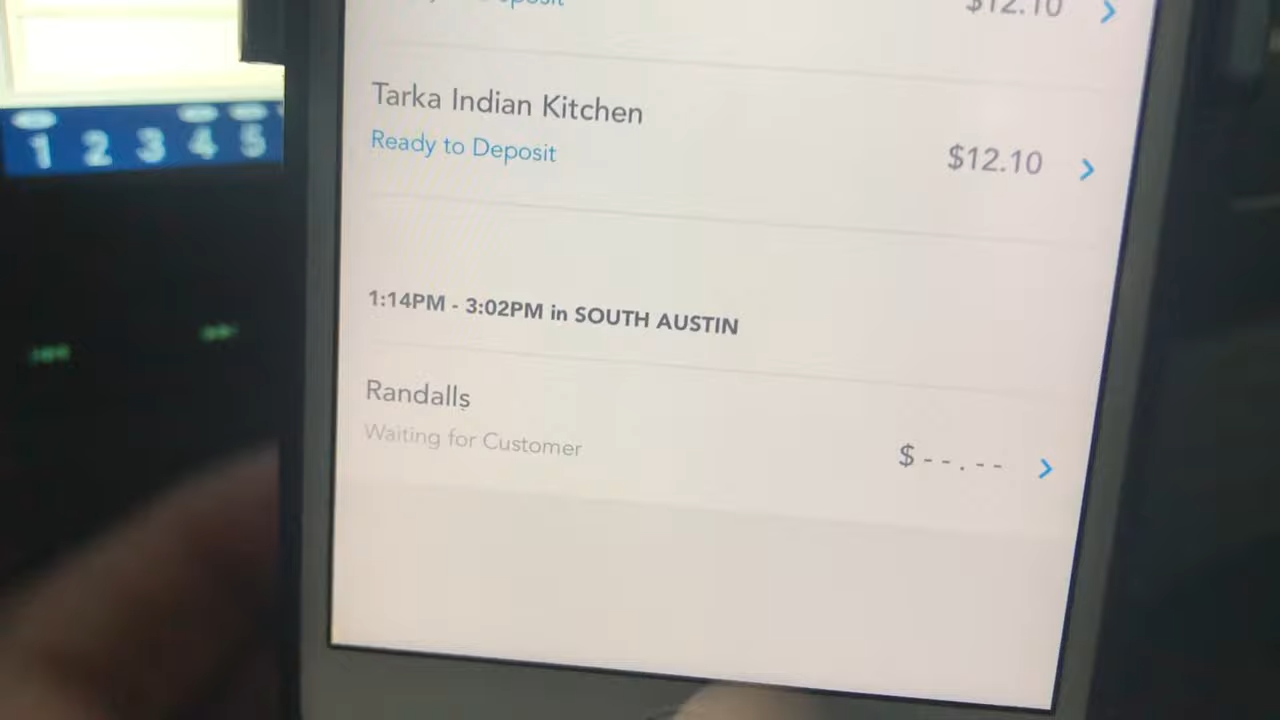 $12.10
Tarka Indian Kitchen
Ready to Deposit
$12.10
1:14PM - 3:02PM in SOUTH AUSTIN
Randalls
Waiting for Customer
$--.--
1 2 3 4 5